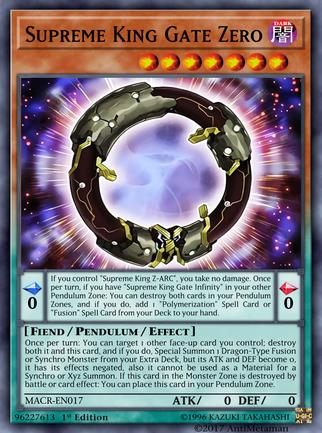 SUPREME KING GATE ZERO
DARK
闇
If you control "Supreme King Z-ARC", you take no damage. Once
per turn, if you have "Supreme King Gate Infinity" in your other
Pendulum Zone: You can destroy both cards in your Pendulum
Zones, and if you do, add 1 "Polymerization" Spell Card or
"Fusion" Spell Card from your Deck to your hand.
0
0
[FIEND / PENDULUM / EFFECT]
Once per turn: You can target 1 other face-up card you control; destroy
both it and this card, and if you do, Special Summon 1 Dragon-Type Fusion
or Synchro Monster from your Extra Deck, but its ATK and DEF become 0,
it has its effects negated, also it cannot be used as a Material for a
Synchro or Xyz Summon. If this card in the Monster Zone is destroyed by
battle or card effect: You can place this card in your Pendulum Zone.
MACR-EN017
ATK/ 0 DEF/ 0
96227613 1st Edition
©1996 KAZUKI TAKAHASHI
©2017 AntiMetaman